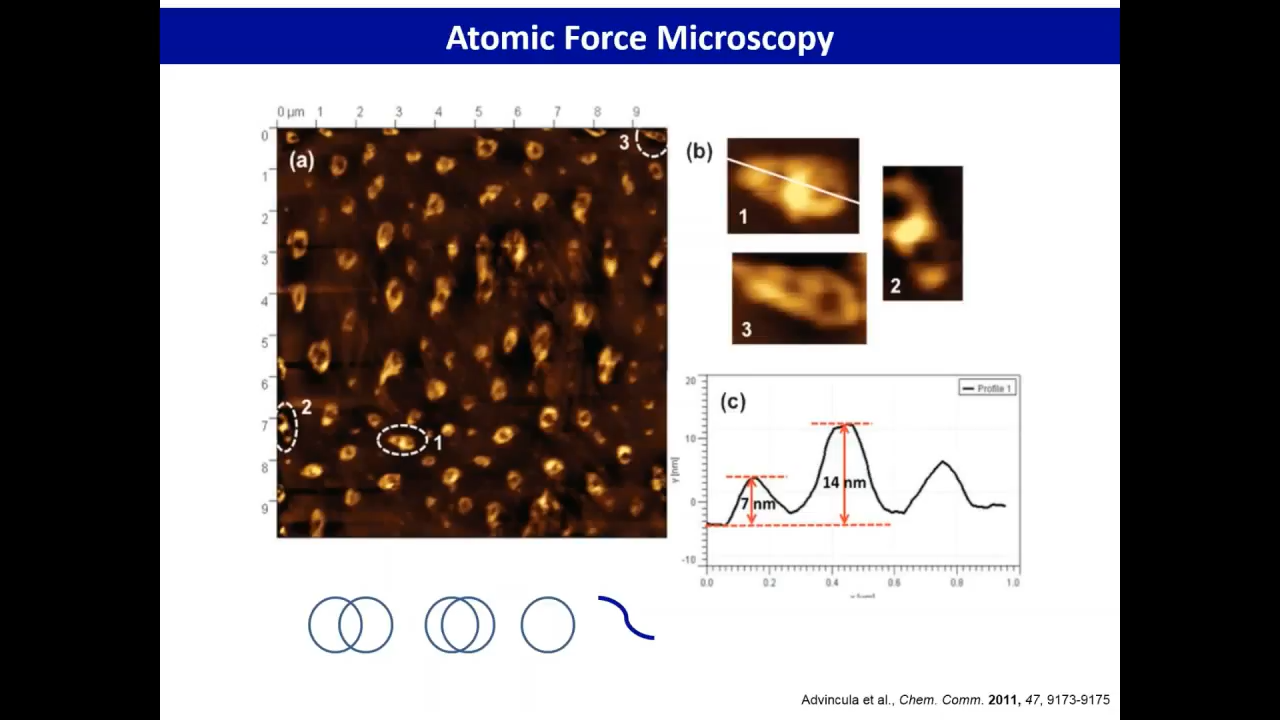 Atomic Force Microscopy
0 µm 1 2 3 4 5 6 7 8 9
0
1
2
3
4
5
6
7
8
9
(a)
3
2
1
(b)
1
2
3
(c)
Profile 1
20
10
0
-10
y [nm]
7 nm
14 nm
0.0 0.2 0.4 0.6 0.8 1.0
Advincula et al., Chem. Comm. 2011, 47, 9173-9175